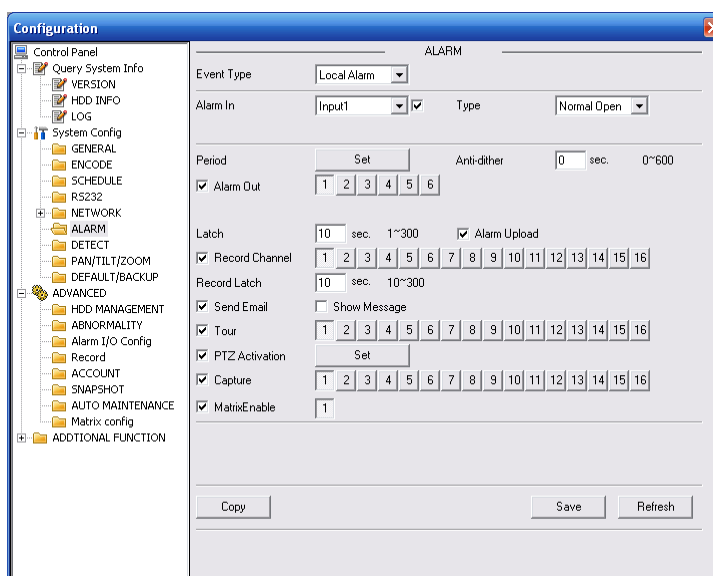 Configuration
Control Panel
Query System Info
VERSION
HDD INFO
LOG
System Config
GENERAL
ENCODE
SCHEDULE
RS232
NETWORK
ALARM
DETECT
PAN/TILT/ZOOM
DEFAULT/BACKUP
ADVANCED
HDD MANAGEMENT
ABNORMALITY
Alarm I/O Config
Record
ACCOUNT
SNAPSHOT
AUTO MAINTENANCE
Matrix config
ADDTIONAL FUNCTION
ALARM
Event Type Local Alarm
Alarm In Input1 Type Normal Open
Period Set Anti-dither 0 sec. 0~600
Alarm Out 1 2 3 4 5 6
Latch 10 sec. 1~300 Alarm Upload
Record Channel 1 2 3 4 5 6 7 8 9 10 11 12 13 14 15 16
Record Latch 10 sec. 10~300
Send Email Show Message
Tour 1 2 3 4 5 6 7 8 9 10 11 12 13 14 15 16
PTZ Activation Set
Capture 1 2 3 4 5 6 7 8 9 10 11 12 13 14 15 16
MatrixEnable 1
Copy Save Refresh